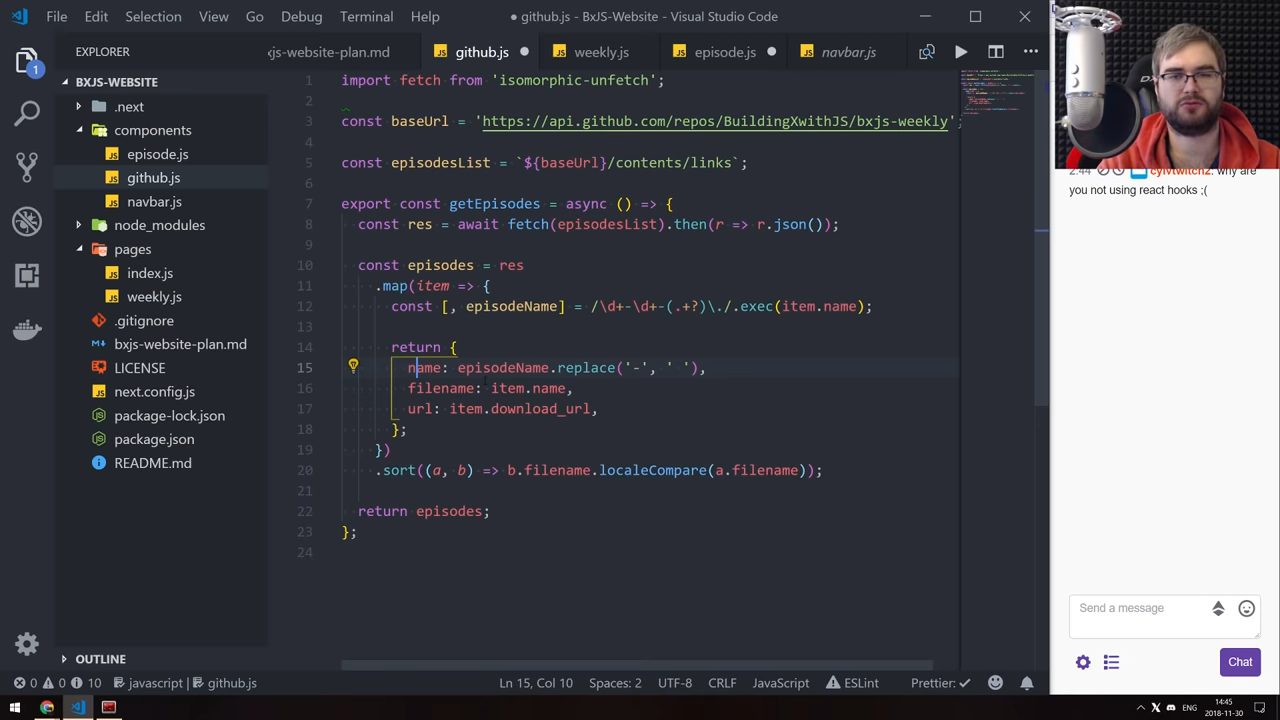 File Edit Selection View Go Debug Terminal Help
● github.js - BxJS-Website - Visual Studio Code
EXPLORER
BXJS-WEBSITE
.next
components
episode.js
github.js
navbar.js
node_modules
pages
index.js
weekly.js
.gitignore
bxjs-website-plan.md
LICENSE
next.config.js
package-lock.json
package.json
README.md
OUTLINE
1
xjs-website-plan.md github.js weekly.js episode.js navbar.js
1 import fetch from 'isomorphic-unfetch';
2
3 const baseUrl = 'https://api.github.com/repos/BuildingXwithJS/bxjs-weekly';
4
5 const episodesList = `${baseUrl}/contents/links`;
6
7 export const getEpisodes = async () => {
8 const res = await fetch(episodesList).then(r => r.json());
9
10 const episodes = res
11 .map(item => {
12 const [, episodeName] = /\d+-\d+-(.+?)\./.exec(item.name);
13
14 return {
15 name: episodeName.replace('-', ' '),
16 filename: item.name,
17 url: item.download_url,
18 };
19 })
20 .sort((a, b) => b.filename.localeCompare(a.filename));
21
22 return episodes;
23 };
24
2:44 cylvtwitch2: why are
you not using react hooks ;(
Send a message
Chat
0 0 10 javascript github.js Ln 15, Col 10 Spaces: 2 UTF-8 CRLF JavaScript ESLint Prettier: ✓
ENG
14:45
2018-11-30